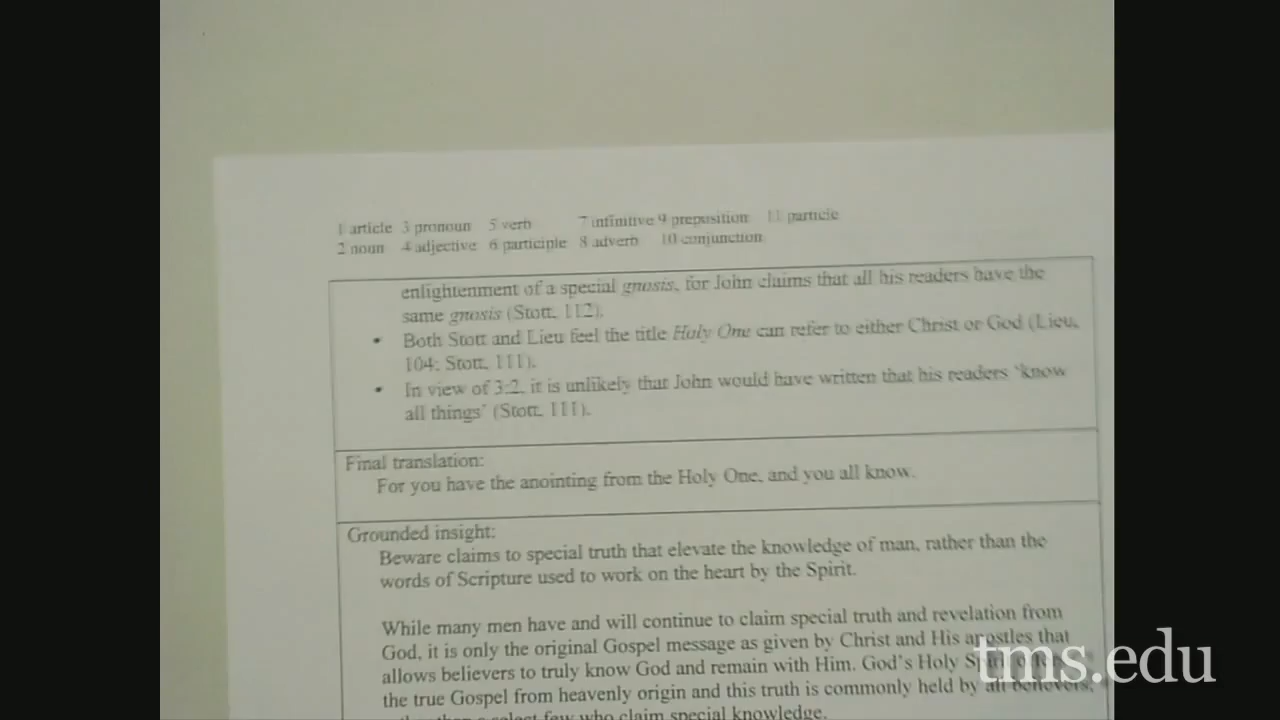 1 article 3 pronoun 5 verb 7 infinitive 9 preposition 11 particle
2 noun 4 adjective 6 participle 8 adverb 10 conjunction
enlightenment of a special gnosis, for John claims that all his readers have the
same gnosis (Stott, 112).
• Both Stott and Lieu feel the title Holy One can refer to either Christ or God (Lieu,
104; Stott, 111).
• In view of 3:2, it is unlikely that John would have written that his readers ‘know
all things’ (Stott, 111).
Final translation:
For you have the anointing from the Holy One, and you all know.
Grounded insight:
Beware claims to special truth that elevate the knowledge of man, rather than the
words of Scripture used to work on the heart by the Spirit.
While many men have and will continue to claim special truth and revelation from
God, it is only the original Gospel message as given by Christ and His apostles that
allows believers to truly know God and remain with Him. God’s Holy Spirit offers
the true Gospel from heavenly origin and this truth is commonly held by all believers,
rather than a select few who claim special knowledge.
tms.edu